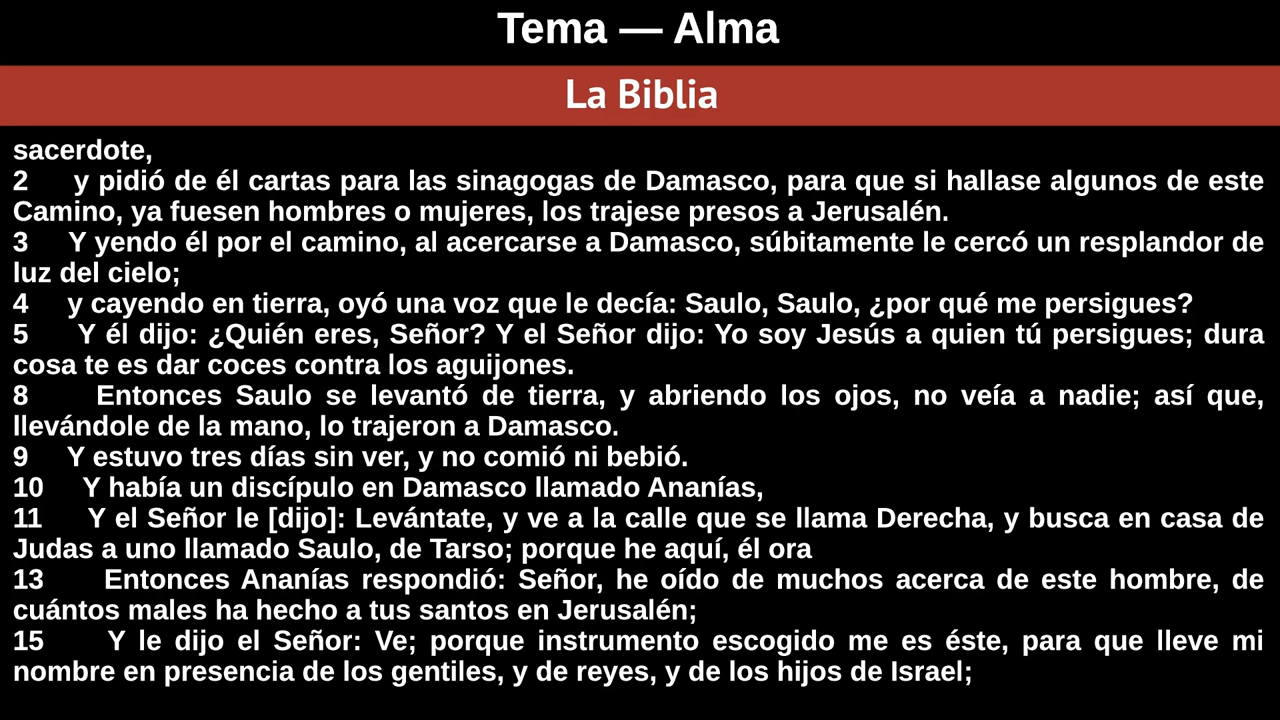 Tema — Alma
La Biblia
sacerdote,
2 y pidió de él cartas para las sinagogas de Damasco, para que si hallase algunos de este
Camino, ya fuesen hombres o mujeres, los trajese presos a Jerusalén.
3 Y yendo él por el camino, al acercarse a Damasco, súbitamente le cercó un resplandor de
luz del cielo;
4 y cayendo en tierra, oyó una voz que le decía: Saulo, Saulo, ¿por qué me persigues?
5 Y él dijo: ¿Quién eres, Señor? Y el Señor dijo: Yo soy Jesús a quien tú persigues; dura
cosa te es dar coces contra los aguijones.
8 Entonces Saulo se levantó de tierra, y abriendo los ojos, no veía a nadie; así que,
llevándole de la mano, lo trajeron a Damasco.
9 Y estuvo tres días sin ver, y no comió ni bebió.
10 Y había un discípulo en Damasco llamado Ananías,
11 Y el Señor le [dijo]: Levántate, y ve a la calle que se llama Derecha, y busca en casa de
Judas a uno llamado Saulo, de Tarso; porque he aquí, él ora
13 Entonces Ananías respondió: Señor, he oído de muchos acerca de este hombre, de
cuántos males ha hecho a tus santos en Jerusalén;
15 Y le dijo el Señor: Ve; porque instrumento escogido me es éste, para que lleve mi
nombre en presencia de los gentiles, y de reyes, y de los hijos de Israel;